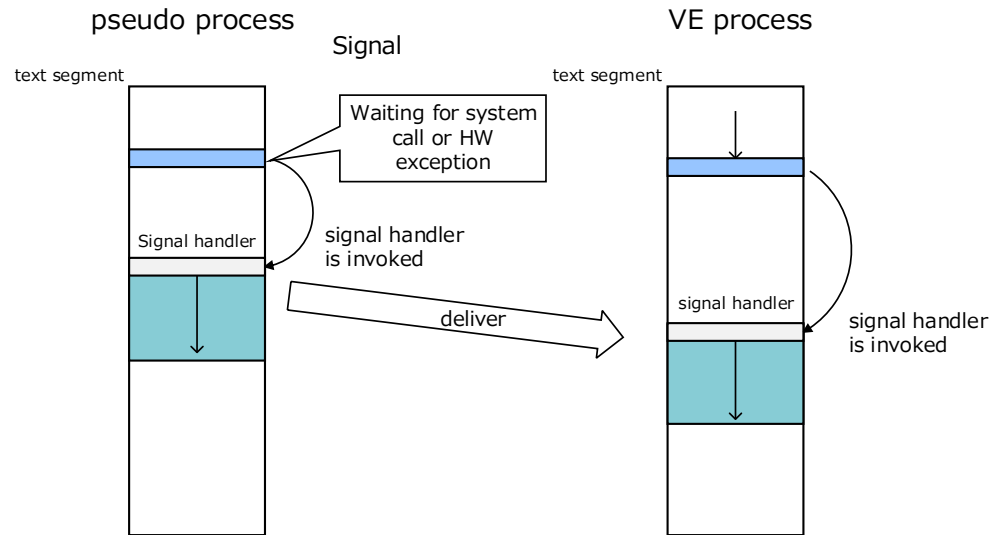 pseudo process
VE process
Signal
text segment
text segment
Waiting for system
call or HW
exception
Signal handler
signal handler
is invoked
deliver
signal handler
signal handler
is invoked